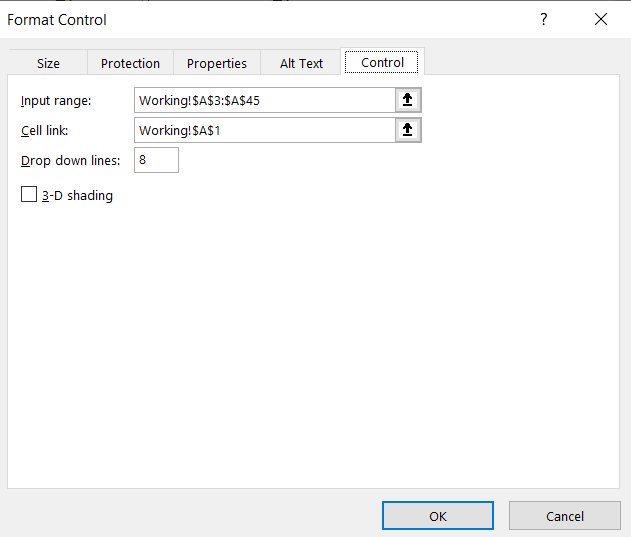 Format Control
?
Size Protection Properties Alt Text Control
Input range: Working!$A$3:$A$45
Cell link: Working!$A$1
Drop down lines: 8
3-D shading
OK Cancel